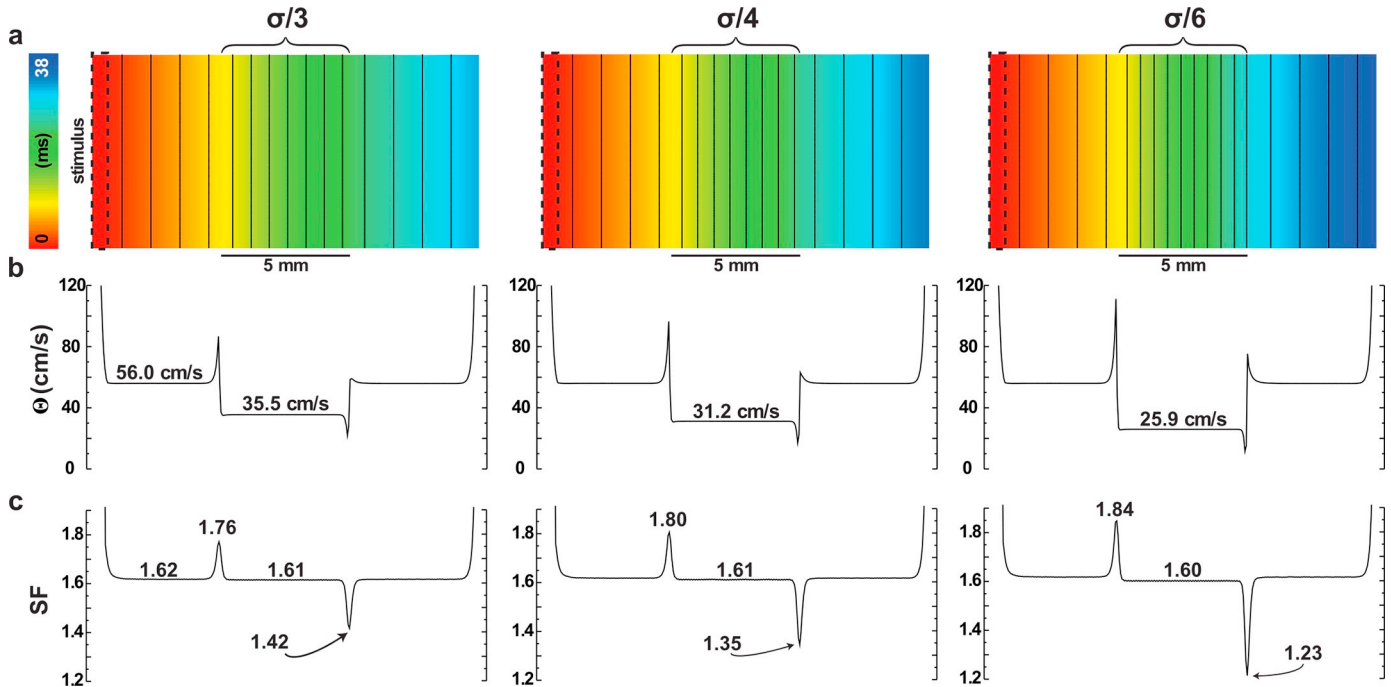 σ/3 σ/4 σ/6
a
38
(ms)
0
stimulus
5 mm 5 mm 5 mm
b
120 120 120
80 80 80
56.0 cm/s
35.5 cm/s 31.2 cm/s 25.9 cm/s
40 40 40
0 0 0
Θ (cm/s)
c
1.84
1.76 1.80
1.8 1.8 1.8
1.62 1.61 1.61 1.60
1.6 1.6 1.6
SF
1.4 1.4 1.4
1.42 1.35 1.23
1.2 1.2 1.2